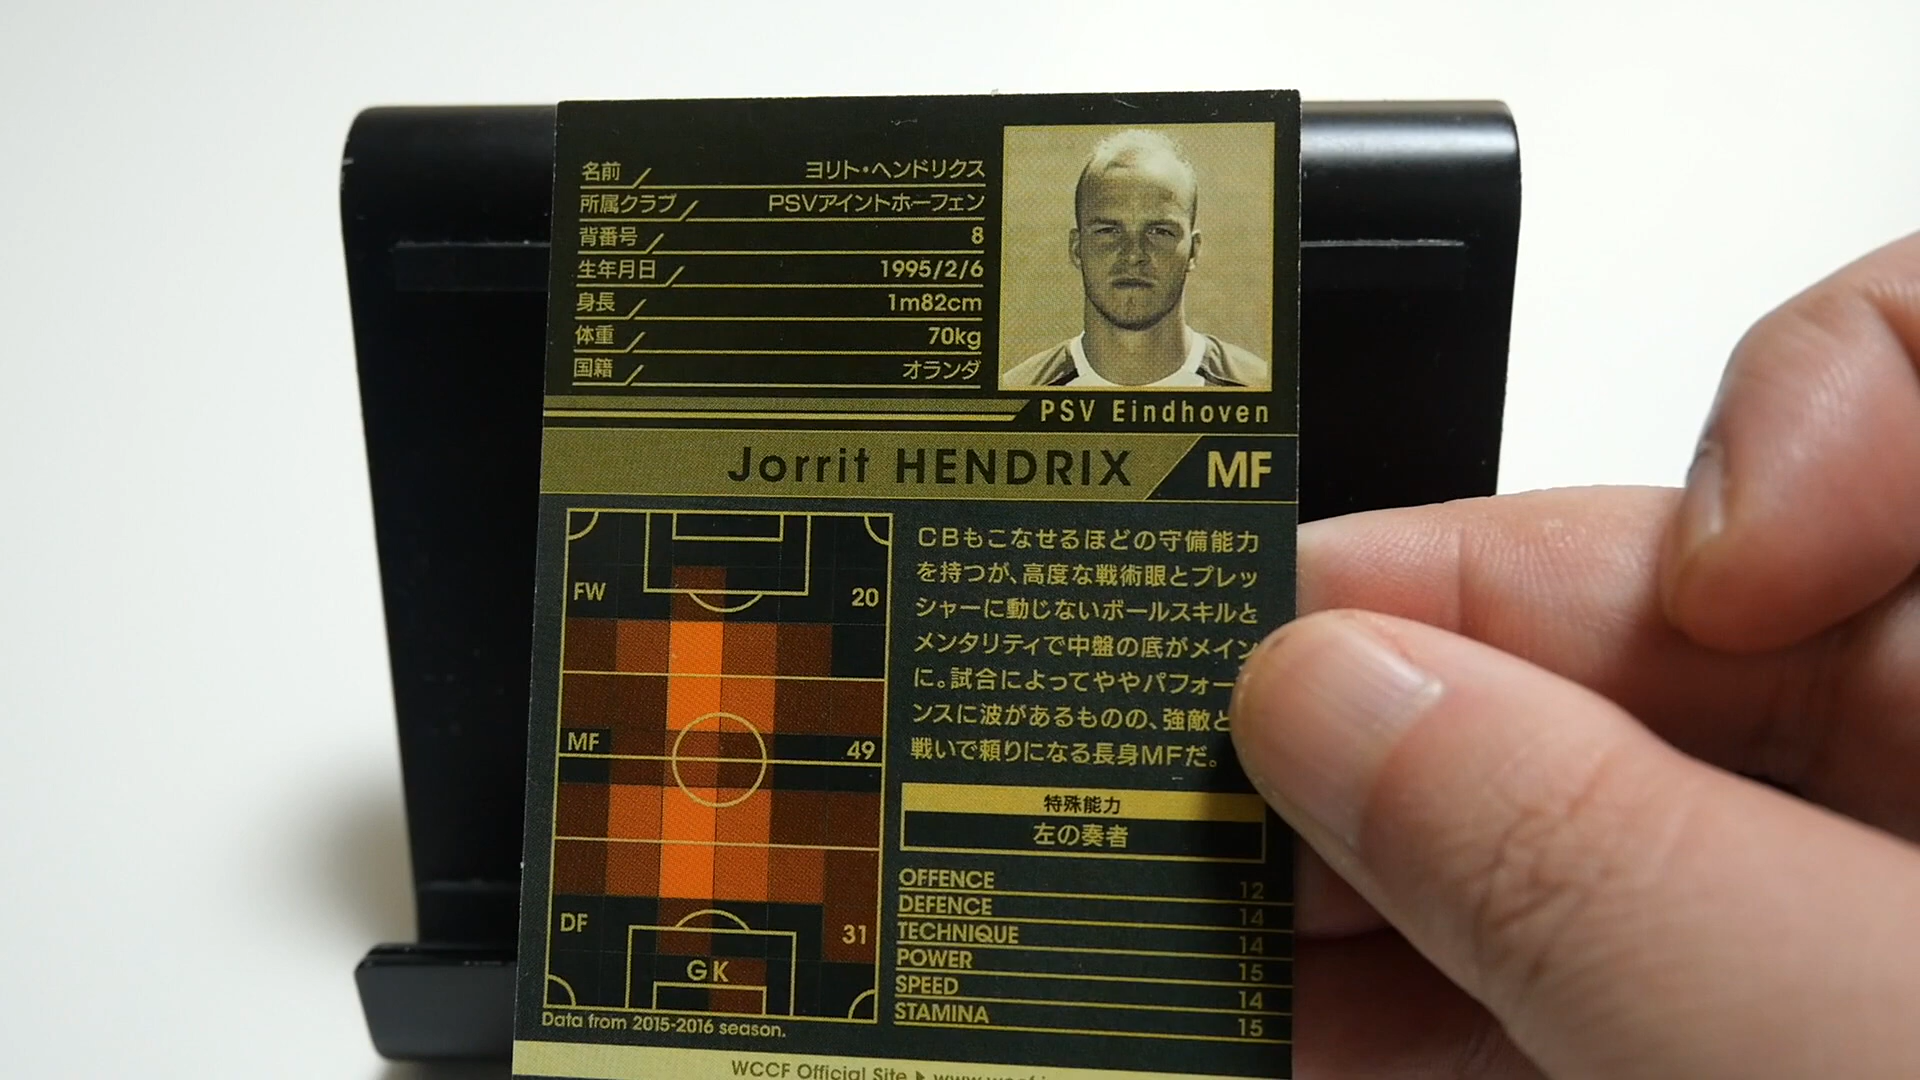 名前 ヨリト・ヘンドリクス
所属クラブ PSVアイントホーフェン
背番号 8
生年月日 1995/2/6
身長 1m82cm
体重 70kg
国籍 オランダ
PSV Eindhoven
Jorrit HENDRIX MF
FW 20
MF 49
DF 31
GK
Data from 2015-2016 season.
CBもこなせるほどの守備能力
を持つが、高度な戦術眼とプレッ
シャーに動じないボールスキルと
メンタリティで中盤の底がメイン
に。試合によってややパフォー
ンスに波があるものの、強敵と
戦いで頼りになる長身MFだ。
特殊能力
左の奏者
OFFENCE 12
DEFENCE 14
TECHNIQUE 14
POWER 15
SPEED 14
STAMINA 15
WCCF Official Site